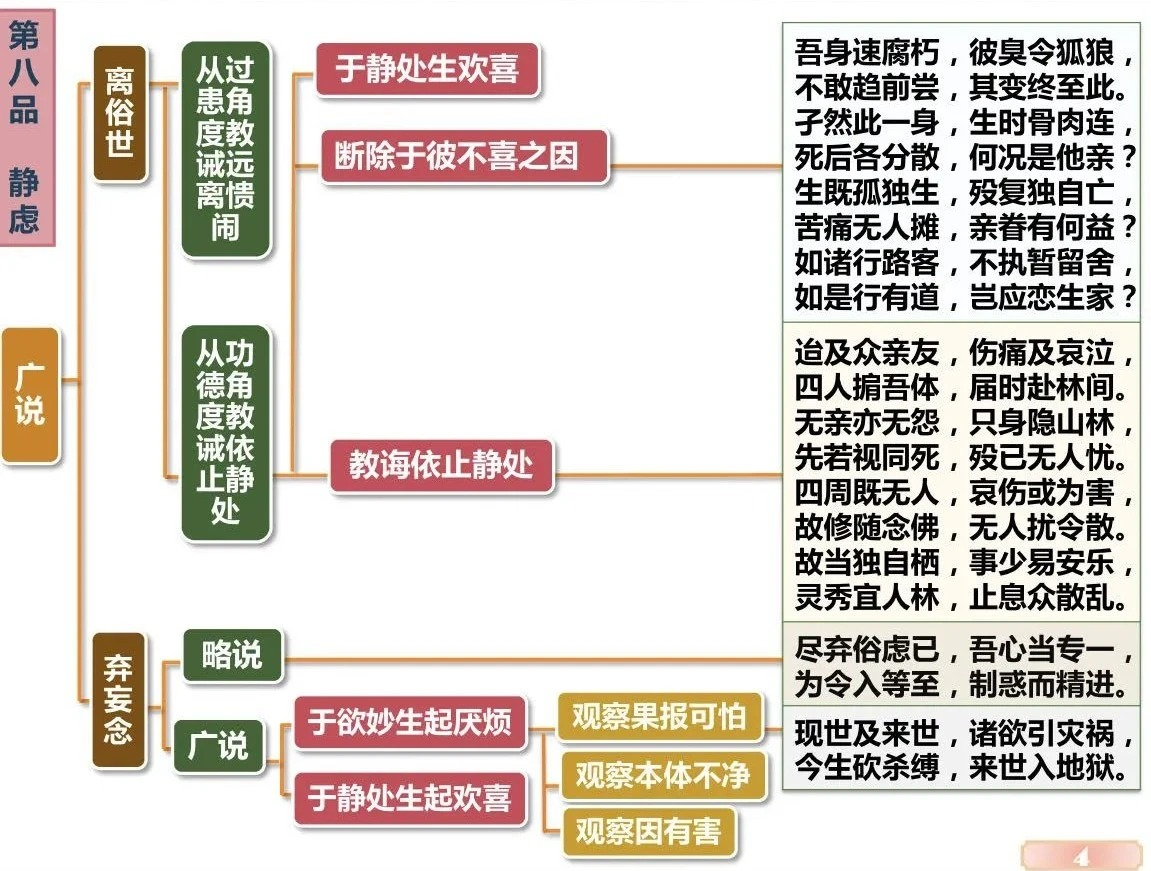 第八品 静虑
广说
离俗世
从过
患角
度教
诫远
离愦
闹
于静处生欢喜
断除于彼不喜之因
吾身速腐朽，彼臭令狐狼，
不敢趋前尝，其变终至此。
孑然此一身，生时骨肉连，
死后各分散，何况是他亲？
生既孤独生，殁复独自亡，
苦痛无人摊，亲眷有何益？
如诸行路客，不执暂留舍，
如是行有道，岂应恋生家？
从功
德角
度教
诫依
止静
处
教诲依止静处
迨及众亲友，伤痛及哀泣，
四人掮吾体，届时赴林间。
无亲亦无怨，只身隐山林，
先若视同死，殁已无人忧。
四周既无人，哀伤或为害，
故修随念佛，无人扰令散。
故当独自栖，事少易安乐，
灵秀宜人林，止息众散乱。
弃妄念
略说
尽弃俗虑已，吾心当专一，
为令入等至，制惑而精进。
广说
于欲妙生起厌烦
观察果报可怕
现世及来世，诸欲引灾祸，
今生砍杀缚，来世入地狱。
观察本体不净
观察因有害
于静处生起欢喜
4